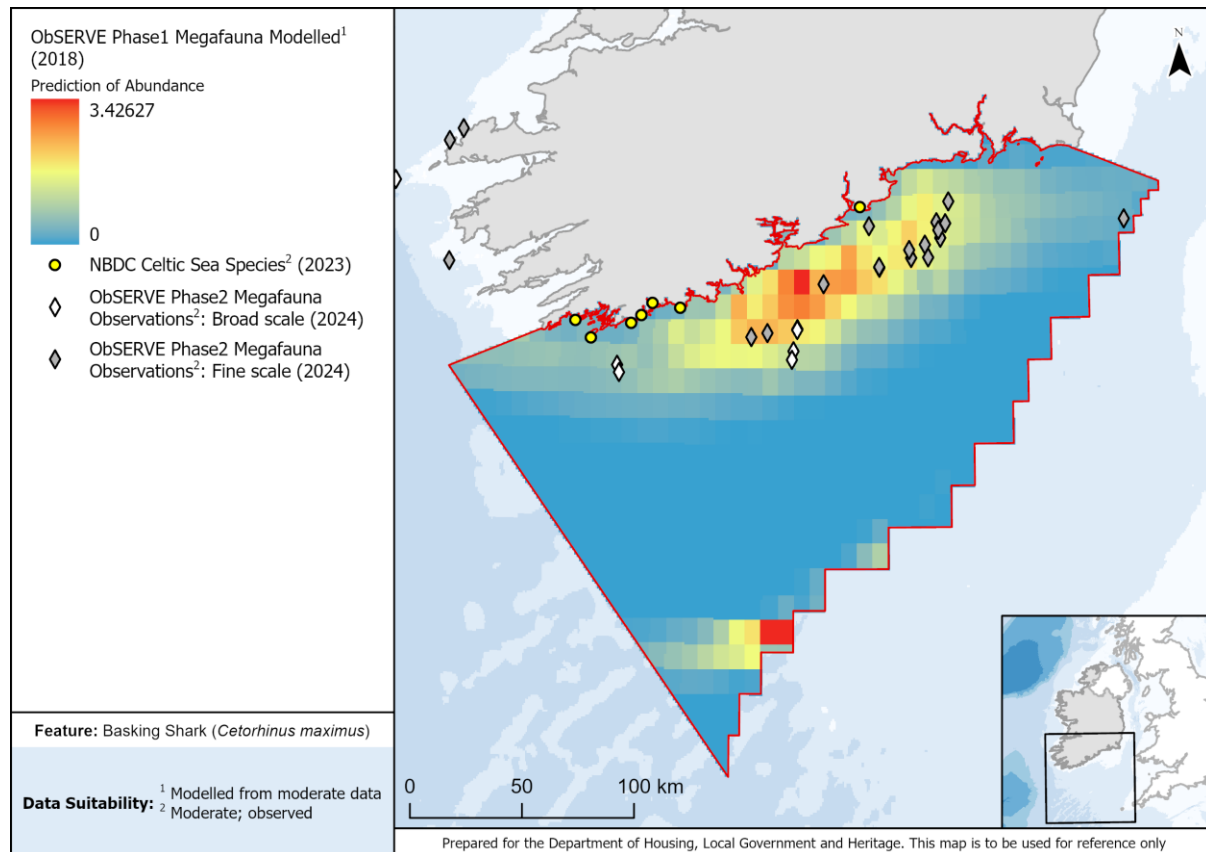 ObSERVE Phase1 Megafauna Modelled¹
(2018)
Prediction of Abundance
3.42627
0
NBDC Celtic Sea Species² (2023)
ObSERVE Phase2 Megafauna
Observations²: Broad scale (2024)
ObSERVE Phase2 Megafauna
Observations²: Fine scale (2024)
Feature: Basking Shark (Cetorhinus maximus)
Data Suitability:
¹ Modelled from moderate data
² Moderate; observed
N
0 50 100 km
Prepared for the Department of Housing, Local Government and Heritage. This map is to be used for reference only